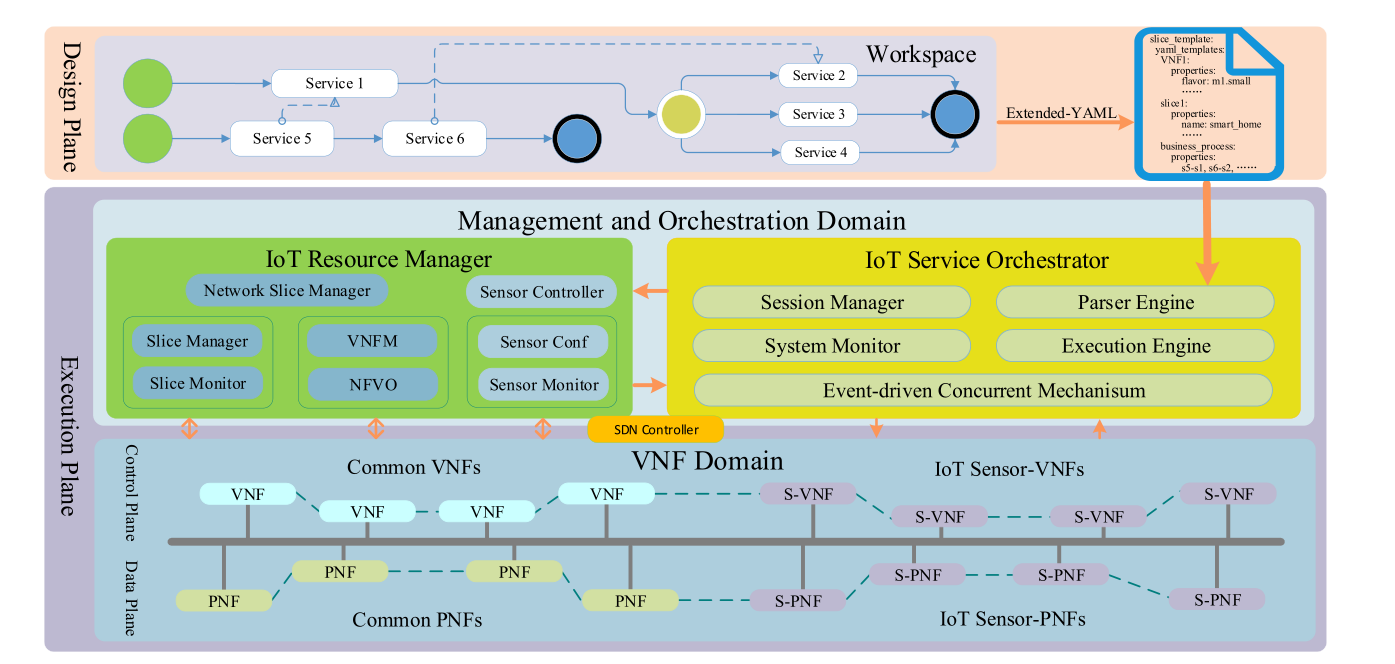 Design Plane
Workspace
Service 1
Service 2
Service 3
Service 4
Service 5
Service 6
Extended-YAML
slice_template:
yaml_templates:
VNF1:
properties:
flavor: m1.small
······
slice1:
properties:
name: smart_home
······
business_process:
properties:
s5-s1, s6-s2, ······
Execution Plane
Management and Orchestration Domain
IoT Resource Manager
Network Slice Manager
Sensor Controller
Slice Manager
VNFM
Sensor Conf
Slice Monitor
NFVO
Sensor Monitor
IoT Service Orchestrator
Session Manager
Parser Engine
System Monitor
Execution Engine
Event-driven Concurrent Mechanisum
SDN Controller
VNF Domain
Control Plane
Common VNFs
IoT Sensor-VNFs
VNF
VNF
VNF
VNF
S-VNF
S-VNF
S-VNF
S-VNF
Data Plane
PNF
PNF
PNF
PNF
S-PNF
S-PNF
S-PNF
S-PNF
Common PNFs
IoT Sensor-PNFs